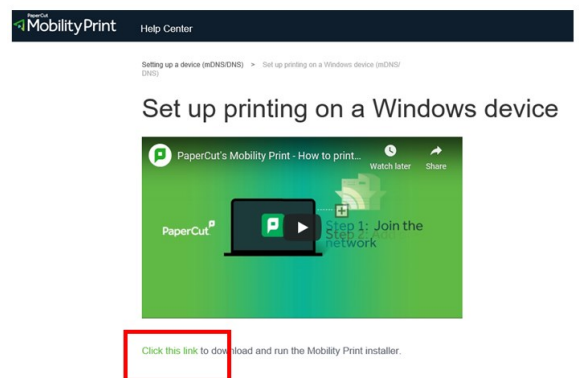 PaperCut
Mobility Print
Help Center
Setting up a device (mDNS/DNS) > Set up printing on a Windows device (mDNS/
DNS)
Set up printing on a Windows device
PaperCut's Mobility Print - How to print...
Watch later
Share
PaperCut
Step 1: Join the
network
Click this link to download and run the Mobility Print installer.